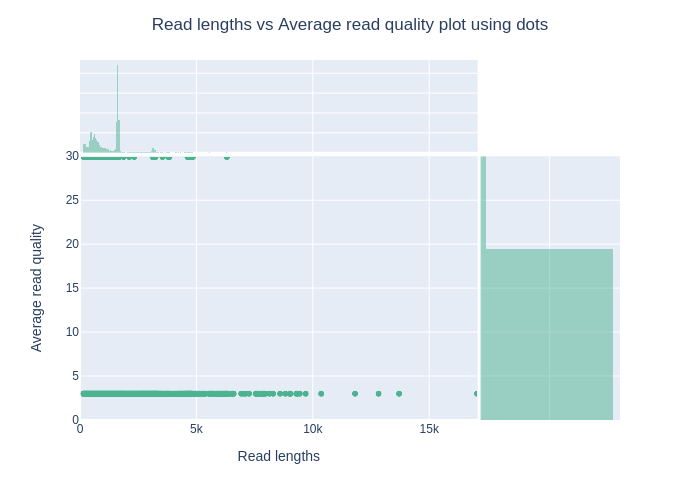 Read lengths vs Average read quality plot using dots
30
25
20
15
10
5
0
Average read quality
0
5k
10k
15k
Read lengths